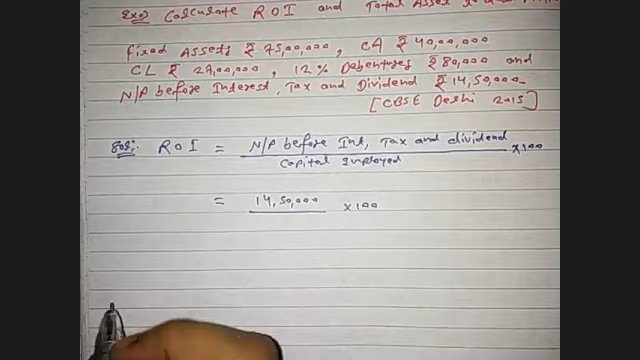 Calculate ROI and Total Asset
Fixed Assets ₹ 75,00,000, CA ₹ 40,00,000
CL ₹ 27,00,000, 12% Debentures ₹ 80,000 and
N/P before Interest, Tax and Dividend ₹ 14,50,000
[CBSE Delhi 2015]
Sol:- ROI = N/P before Int, Tax and dividend ×100
Capital Employed
= 14,50,000 ×100